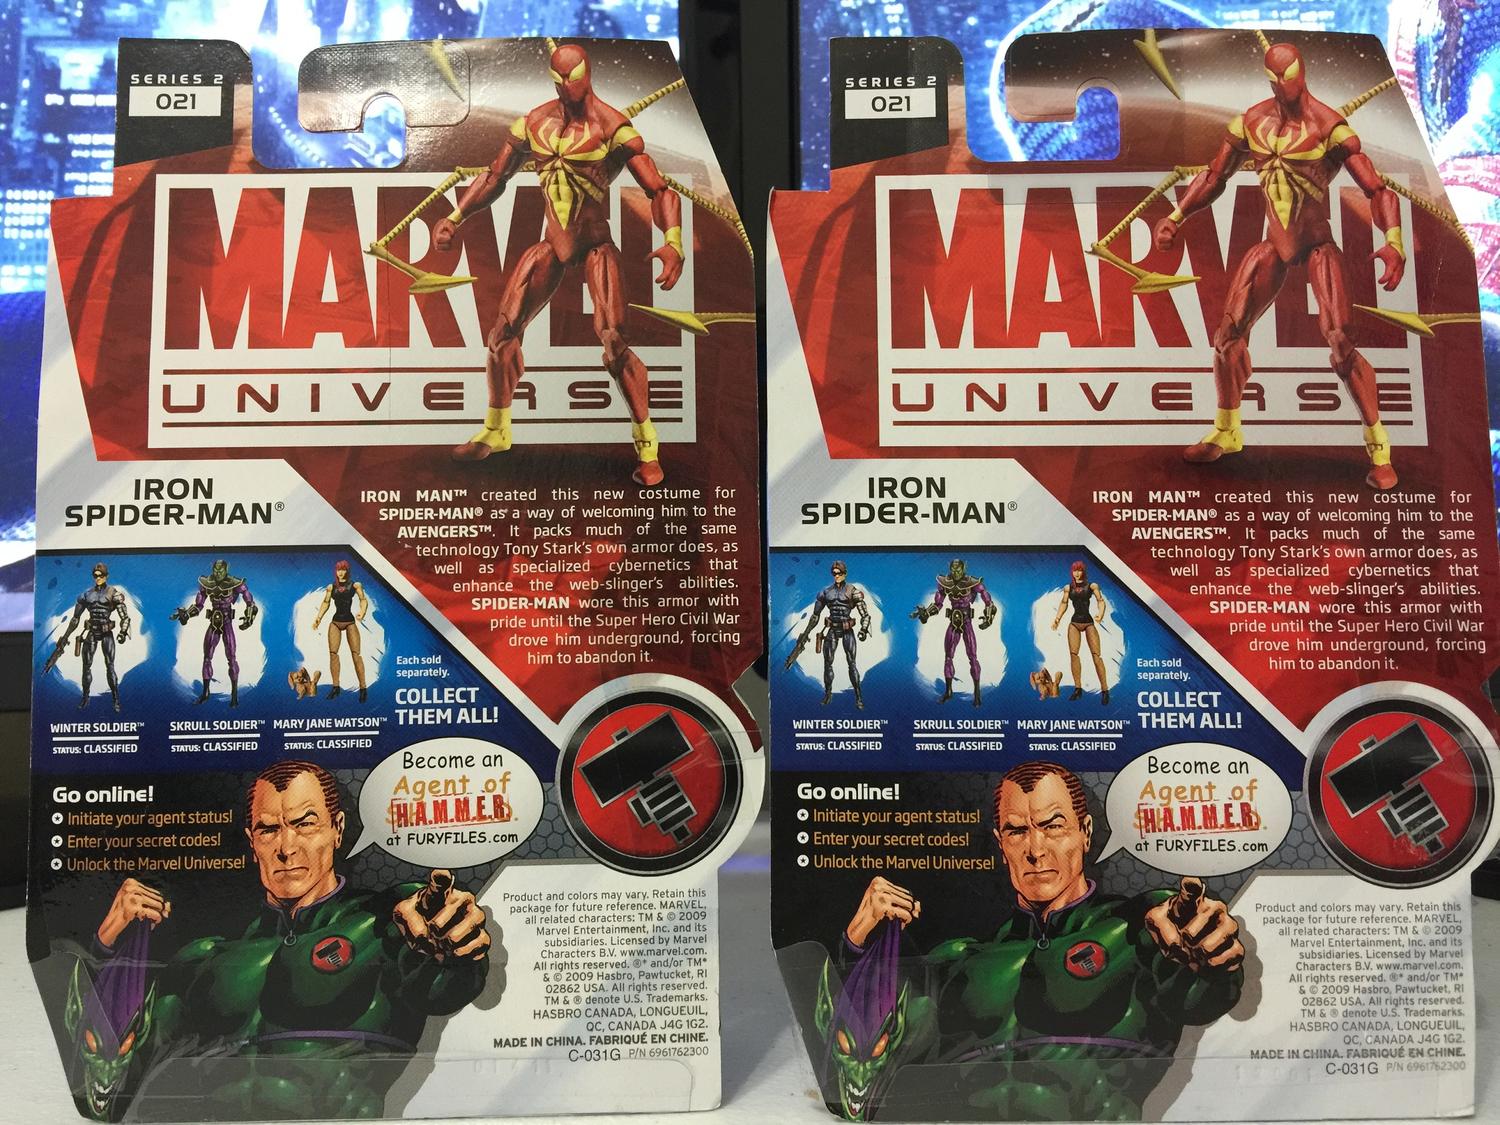 SERIES 2
021
MARVEL
UNIVERSE
IRON
SPIDER-MAN®
IRON MAN™ created this new costume for
SPIDER-MAN® as a way of welcoming him to the
AVENGERS™. It packs much of the same
technology Tony Stark's own armor does, as
well as specialized cybernetics that
enhance the web-slinger's abilities.
SPIDER-MAN wore this armor with
pride until the Super Hero Civil War
drove him underground, forcing
him to abandon it.
WINTER SOLDIER™
STATUS: CLASSIFIED
SKRULL SOLDIER™
STATUS: CLASSIFIED
MARY JANE WATSON™
STATUS: CLASSIFIED
Each sold
separately.
COLLECT
THEM ALL!
Go online!
Initiate your agent status!
Enter your secret codes!
Unlock the Marvel Universe!
Become an
Agent of
H.A.M.M.E.R.
at FURYFILES.com
Product and colors may vary. Retain this
package for future reference. MARVEL,
all related characters: TM & © 2009
Marvel Entertainment, Inc. and its
subsidiaries. Licensed by Marvel
Characters B.V. www.marvel.com.
All rights reserved. ®* and/or TM*
& © 2009 Hasbro, Pawtucket, RI
02862 USA. All rights reserved.
TM & ® denote U.S. Trademarks.
HASBRO CANADA, LONGUEUIL,
QC, CANADA J4G 1G2.
MADE IN CHINA. FABRIQUÉ EN CHINE.
C-031G P/N 6961762300
SERIES 2
021
MARVEL
UNIVERSE
IRON
SPIDER-MAN®
IRON MAN™ created this new costume for
SPIDER-MAN® as a way of welcoming him to the
AVENGERS™. It packs much of the same
technology Tony Stark's own armor does, as
well as specialized cybernetics that
enhance the web-slinger's abilities.
SPIDER-MAN wore this armor with
pride until the Super Hero Civil War
drove him underground, forcing
him to abandon it.
WINTER SOLDIER™
STATUS: CLASSIFIED
SKRULL SOLDIER™
STATUS: CLASSIFIED
MARY JANE WATSON™
STATUS: CLASSIFIED
Each sold
separately.
COLLECT
THEM ALL!
Go online!
Initiate your agent status!
Enter your secret codes!
Unlock the Marvel Universe!
Become an
Agent of
H.A.M.M.E.R.
at FURYFILES.com
Product and colors may vary. Retain this
package for future reference. MARVEL,
all related characters: TM & © 2009
Marvel Entertainment, Inc. and its
subsidiaries. Licensed by Marvel
Characters B.V. www.marvel.com.
All rights reserved. ®* and/or TM*
& © 2009 Hasbro, Pawtucket, RI
02862 USA. All rights reserved.
TM & ® denote U.S. Trademarks.
HASBRO CANADA, LONGUEUIL,
QC, CANADA J4G 1G2.
MADE IN CHINA. FABRIQUÉ EN CHINE.
C-031G P/N 6961762300